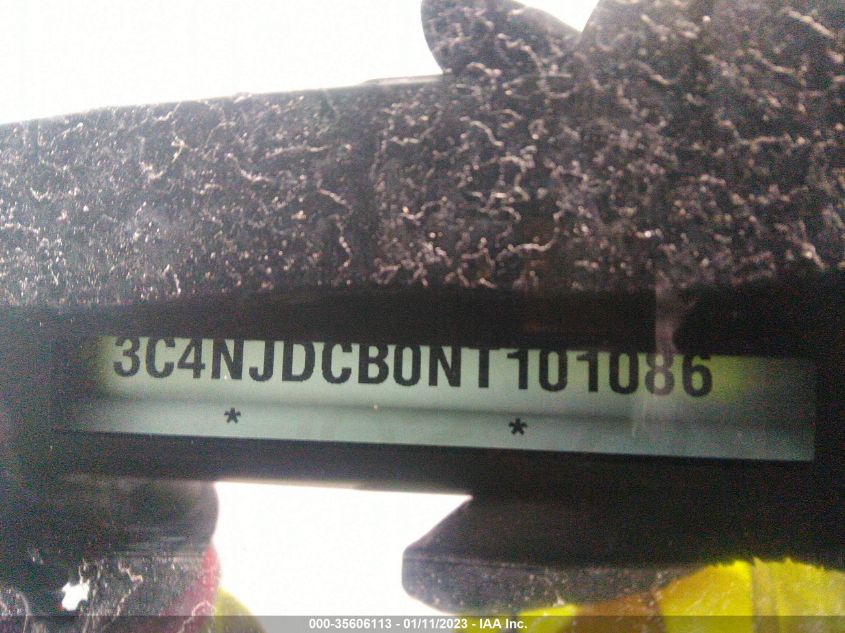 3C4NJDCB0NT101086
* *
000-35606113 - 01/11/2023 - IAA Inc.